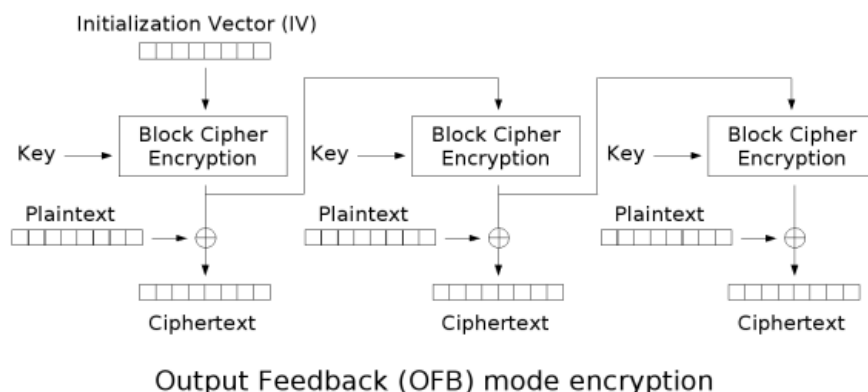 Initialization Vector (IV)
Key
Block Cipher
Encryption
Key
Block Cipher
Encryption
Key
Block Cipher
Encryption
Plaintext
Plaintext
Plaintext
Ciphertext
Ciphertext
Ciphertext
Output Feedback (OFB) mode encryption